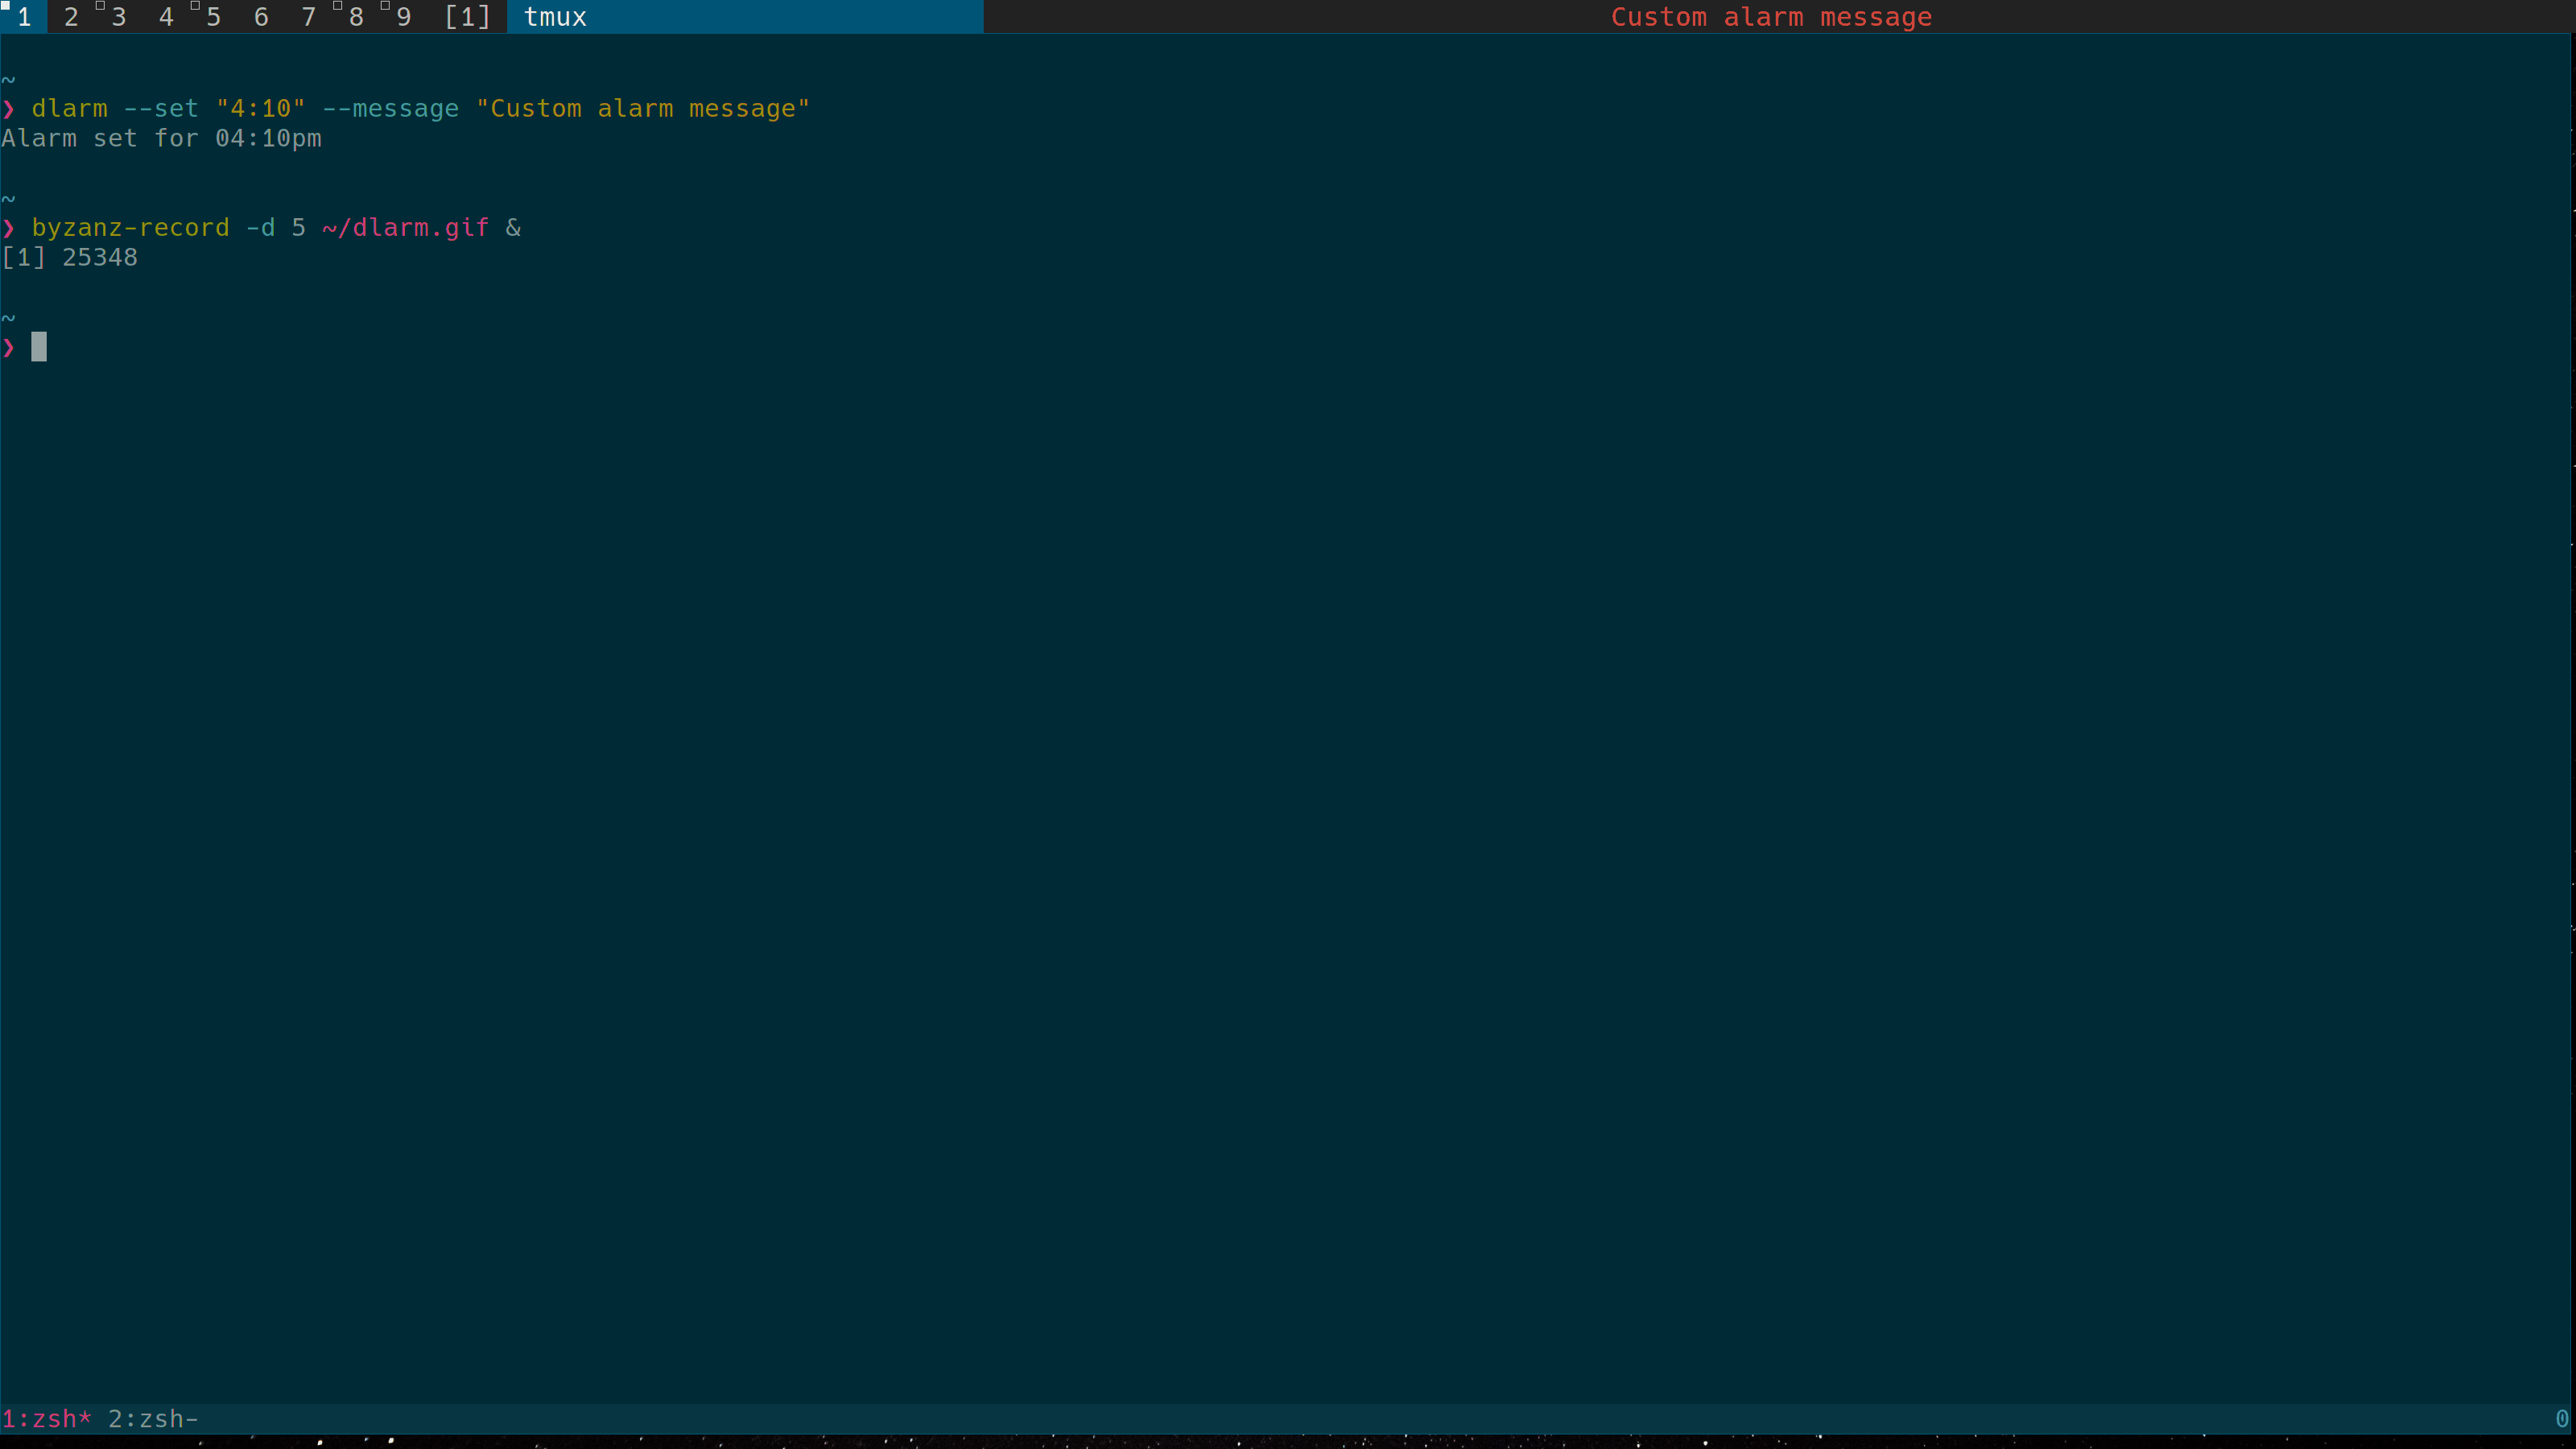 1 2 3 4 5 6 7 8 9 [1] tmux Custom alarm message
~
❯ dlarm --set "4:10" --message "Custom alarm message"
Alarm set for 04:10pm
~
❯ byzanz-record -d 5 ~/dlarm.gif &
[1] 25348
~
❯
1:zsh* 2:zsh- 0